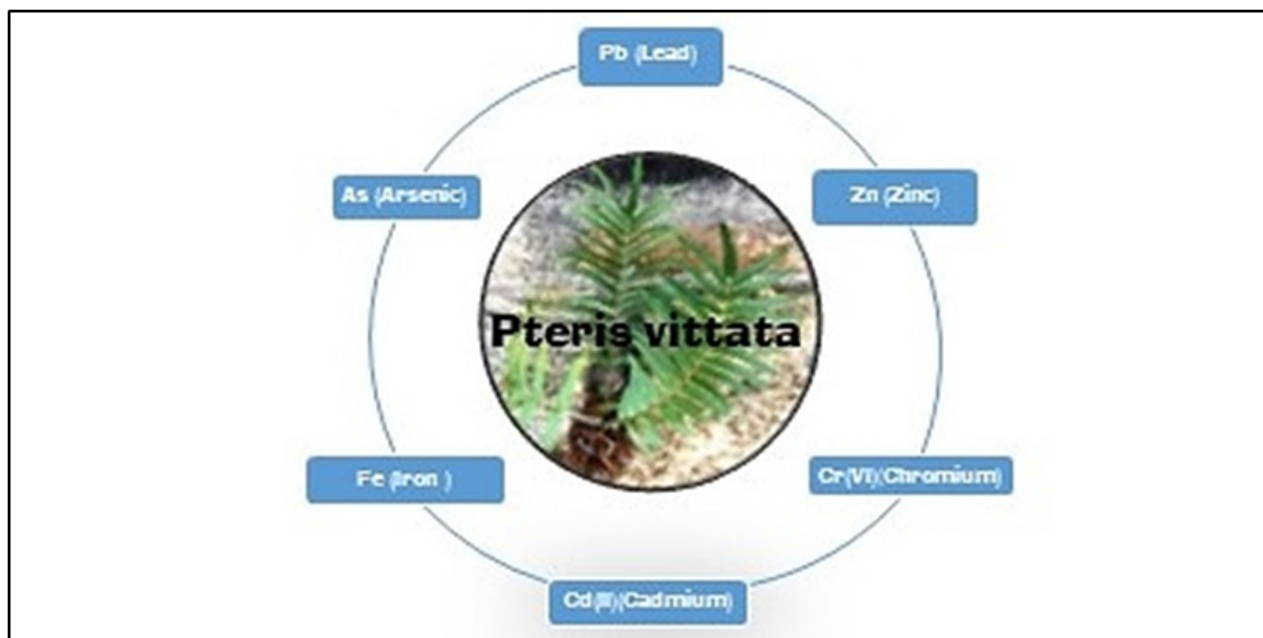 Pb (Lead)
As (Arsenic)
Zn (Zinc)
Pteris vittata
Fe (Iron )
Cr(VI)(Chromium)
Cd(II)(Cadmium)